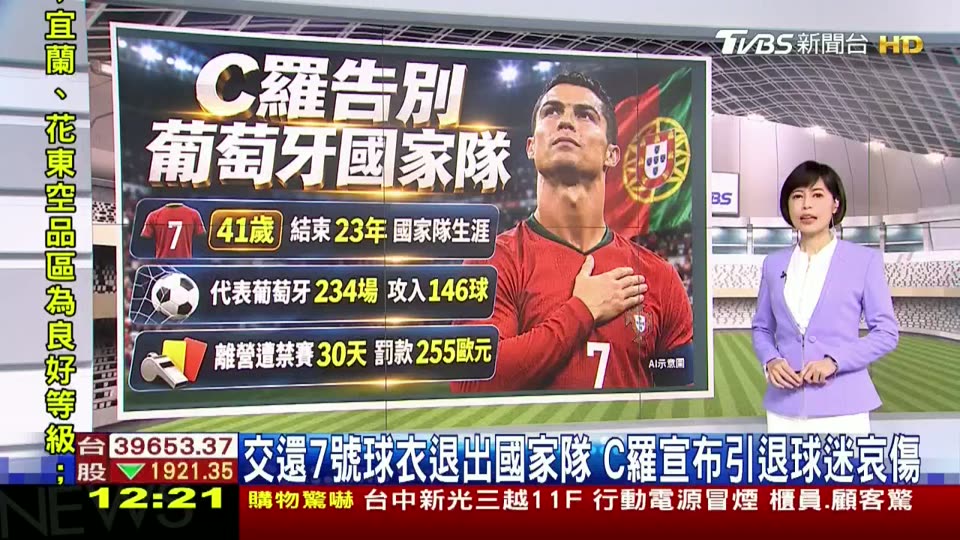 宜蘭、花東空品區為良好等級；
TVBS新聞台 HD
C羅告別
葡萄牙國家隊
7 41歲 結束23年 國家隊生涯
代表葡萄牙234場 攻入146球
離營遭禁賽30天 罰款255歐元
7
AI示意圖
BS
台股 39653.37
▼1921.35
交還7號球衣退出國家隊 C羅宣布引退球迷哀傷
12:21
購物驚嚇 台中新光三越11F 行動電源冒煙 櫃員.顧客驚
NEWS